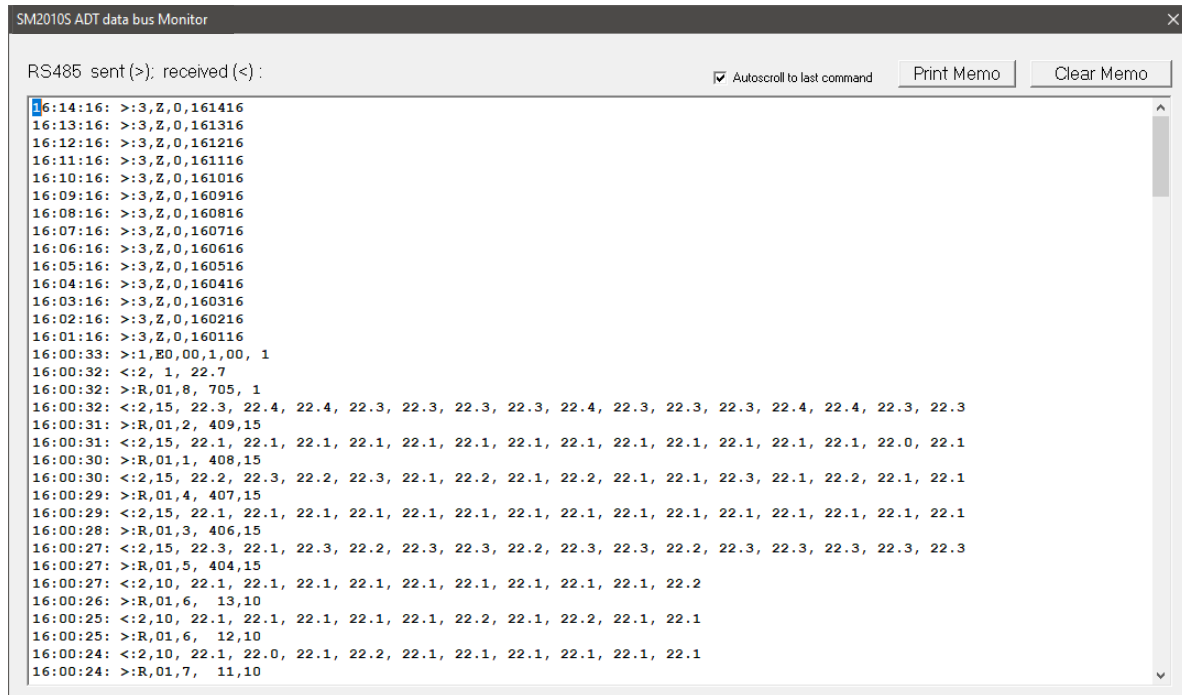 SM2010S ADT data bus Monitor
RS485 sent (>); received (<) :
Autoscroll to last command
Print Memo
Clear Memo
16:14:16: >:3,Z,0,161416
16:13:16: >:3,Z,0,161316
16:12:16: >:3,Z,0,161216
16:11:16: >:3,Z,0,161116
16:10:16: >:3,Z,0,161016
16:09:16: >:3,Z,0,160916
16:08:16: >:3,Z,0,160816
16:07:16: >:3,Z,0,160716
16:06:16: >:3,Z,0,160616
16:05:16: >:3,Z,0,160516
16:04:16: >:3,Z,0,160416
16:03:16: >:3,Z,0,160316
16:02:16: >:3,Z,0,160216
16:01:16: >:3,Z,0,160116
16:00:33: >:1,E0,00,1,00, 1
16:00:32: <:2, 1, 22.7
16:00:32: >:R,01,8, 705, 1
16:00:32: <:2,15, 22.3, 22.4, 22.4, 22.3, 22.3, 22.3, 22.3, 22.4, 22.3, 22.3, 22.3, 22.4, 22.4, 22.3, 22.3
16:00:31: >:R,01,2, 409,15
16:00:31: <:2,15, 22.1, 22.1, 22.1, 22.1, 22.1, 22.1, 22.1, 22.1, 22.1, 22.1, 22.1, 22.1, 22.1, 22.0, 22.1
16:00:30: >:R,01,1, 408,15
16:00:30: <:2,15, 22.2, 22.3, 22.2, 22.3, 22.1, 22.2, 22.1, 22.2, 22.1, 22.1, 22.3, 22.1, 22.2, 22.1, 22.1
16:00:29: >:R,01,4, 407,15
16:00:29: <:2,15, 22.1, 22.1, 22.1, 22.1, 22.1, 22.1, 22.1, 22.1, 22.1, 22.1, 22.1, 22.1, 22.1, 22.1, 22.1
16:00:28: >:R,01,3, 406,15
16:00:27: <:2,15, 22.3, 22.1, 22.3, 22.2, 22.3, 22.3, 22.2, 22.3, 22.3, 22.2, 22.3, 22.3, 22.3, 22.3, 22.3
16:00:27: >:R,01,5, 404,15
16:00:27: <:2,10, 22.1, 22.1, 22.1, 22.1, 22.1, 22.1, 22.1, 22.1, 22.1, 22.2
16:00:26: >:R,01,6,  13,10
16:00:25: <:2,10, 22.1, 22.1, 22.1, 22.1, 22.1, 22.2, 22.1, 22.2, 22.1, 22.1
16:00:25: >:R,01,6,  12,10
16:00:24: <:2,10, 22.1, 22.0, 22.1, 22.2, 22.1, 22.1, 22.1, 22.1, 22.1, 22.1
16:00:24: >:R,01,7,  11,10